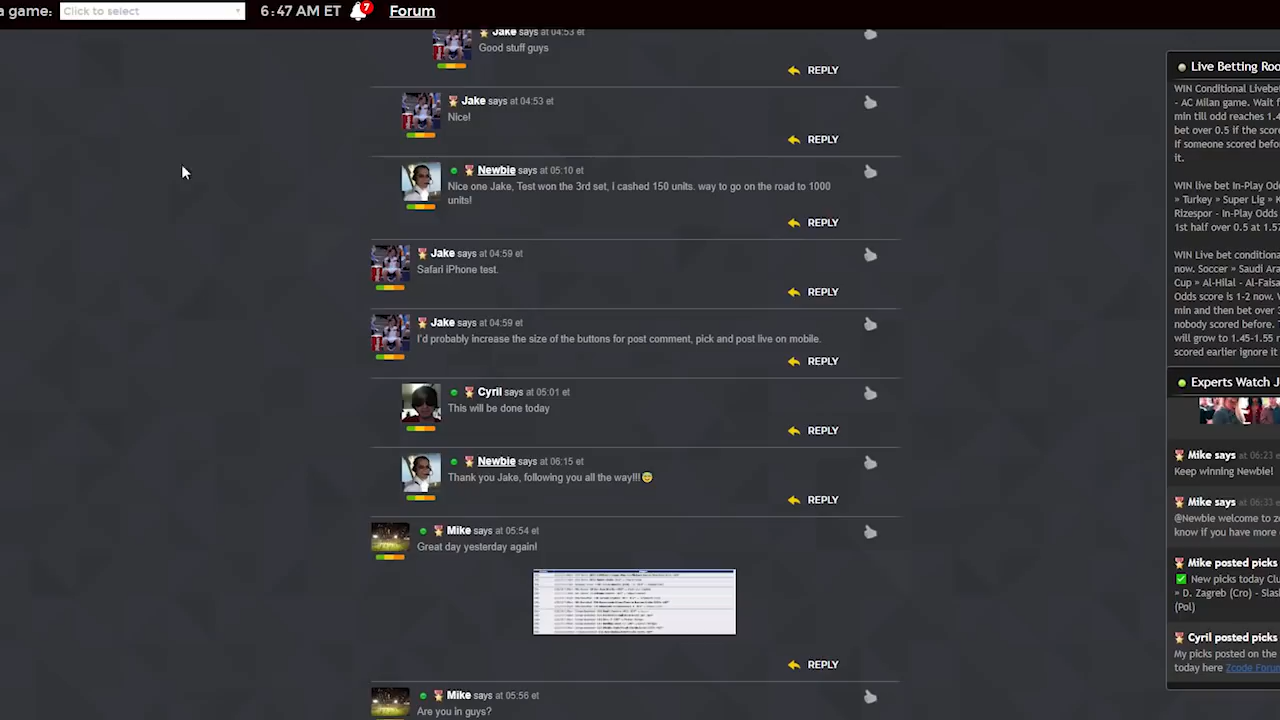 a game: Click to select 6:47 AM ET 7 Forum
Jake says at 04:53 et
Good stuff guys
REPLY
Jake says at 04:53 et
Nice!
REPLY
Newbie says at 05:10 et
Nice one Jake, Test won the 3rd set, i cashed 150 units. way to go on the road to 1000
units!
REPLY
Jake says at 04:59 et
Safari iPhone test.
REPLY
Jake says at 04:59 et
I'd probably increase the size of the buttons for post comment, pick and post live on mobile.
REPLY
Cyril says at 05:01 et
This will be done today
REPLY
Newbie says at 06:15 et
Thank you Jake, following you all the way!!!
REPLY
Mike says at 05:54 et
Great day yesterday again!
REPLY
Mike says at 05:56 et
Are you in guys?
Live Betting Roo
WIN Conditional Livebe
- AC Milan game. Wait f
min till odd reaches 1.4
bet over 0.5 if the score
If someone scored before
it.
WIN live bet In-Play Od
» Turkey » Super Lig » K
Rizespor - In-Play Odds
1st half over 0.5 at 1.57
WIN Live bet conditiona
now. Soccer » Saudi Ara
Cup » Al-Hilal - Al-Faisa
Odds score is 1-2 now. W
min and then bet over 3
nobody scored before.
will grow to 1.45-1.55 n
scored earlier ignore it
Experts Watch J
Mike says at 06:23 e
Keep winning Newbie!
Mike says at 06:33 e
@Newbie welcome to z
know if you have more
Mike posted pi
New picks today
» Zaragen (TUR) - D
[url]
Cyril posted picks
My picks posted on the
today here Zcode Forum